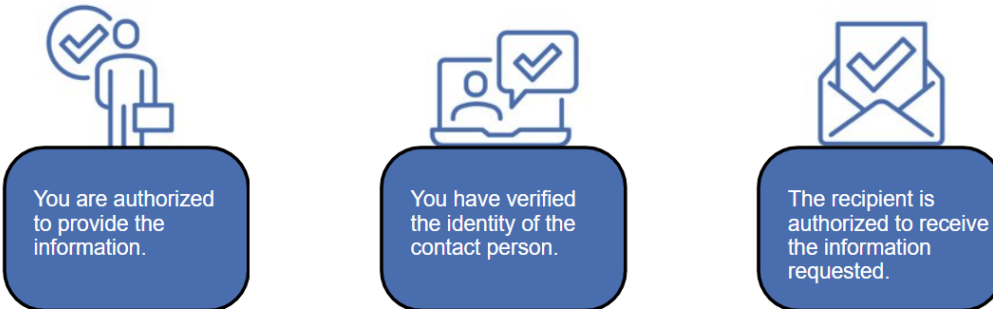 You are authorized
to provide the
information.
You have verified
the identity of the
contact person.
The recipient is
authorized to receive
the information
requested.